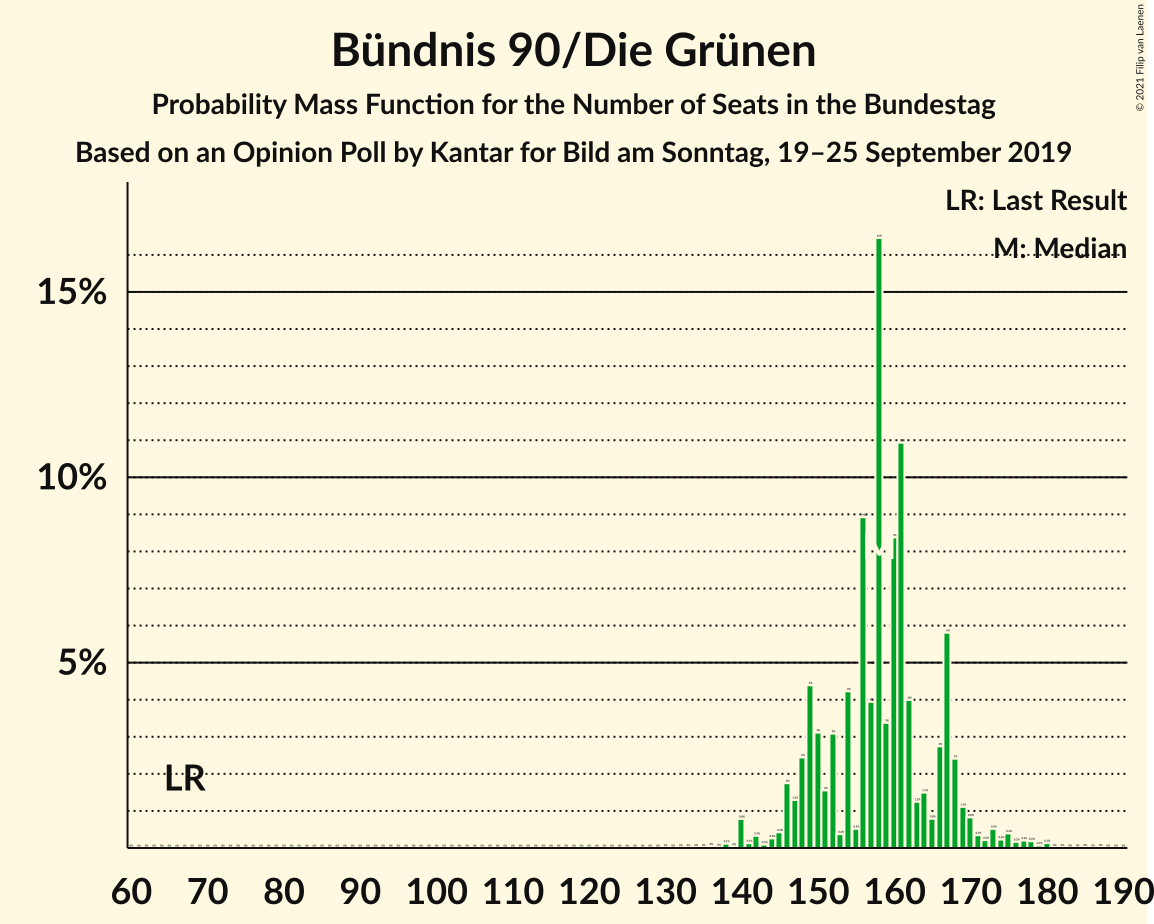 Bündnis 90/Die Grünen
Probability Mass Function for the Number of Seats in the Bundestag
Based on an Opinion Poll by Kantar for Bild am Sonntag, 19–25 September 2019
© 2021 Filip van Laenen
LR: Last Result
M: Median
15%
10%
5%
LR
60 70 80 90 100 110 120 130 140 150 160 170 180 190